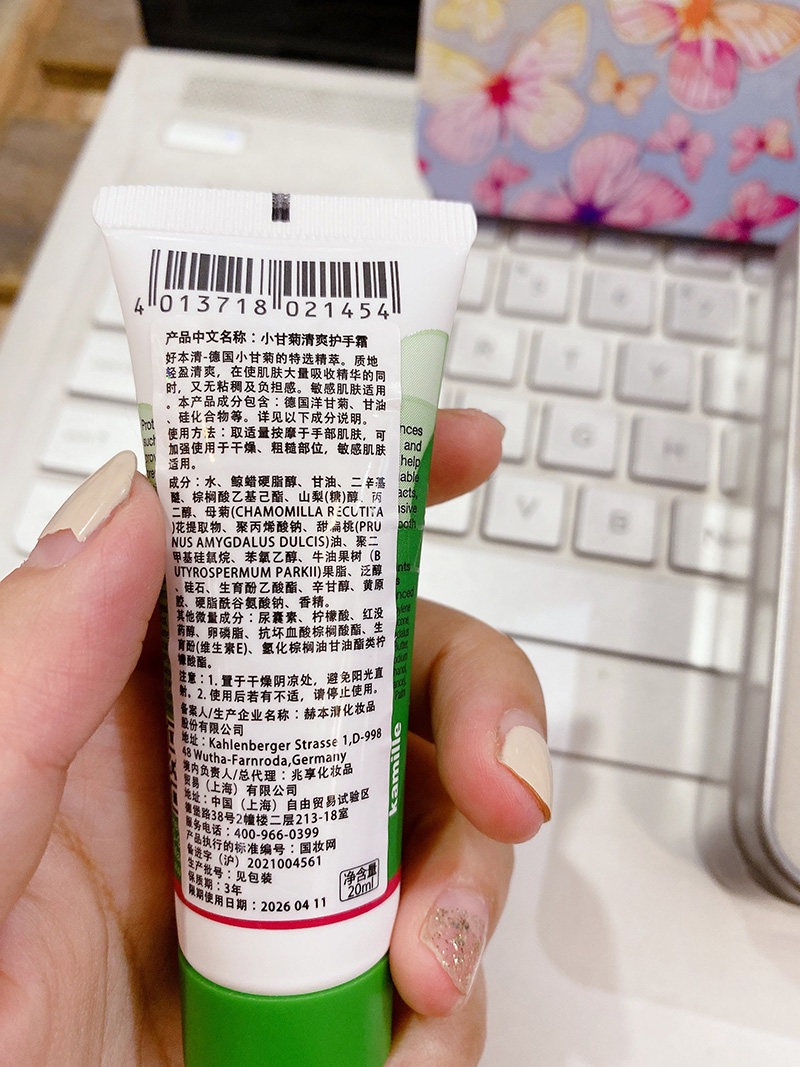 4 013718 021454
产品中文名称：小甘菊清爽护手霜
好本清-德国小甘菊的特选精萃。质地
轻盈清爽，在使肌肤大量吸收精华的同
时，又无粘稠及负担感。敏感肌肤适用
。本产品成分包含：德国洋甘菊、甘油
、硅化合物等。详见以下成分说明。
使用方法：取适量按摩于手部肌肤，可
加强使用于干燥、粗糙部位，敏感肌肤
适用。
成分：水、鲸蜡硬脂醇、甘油、二辛基
醚、棕榈酸乙基己酯、山梨(糖)醇、丙
二醇、母菊(CHAMOMILLA RECUTITA
)花提取物、聚丙烯酸钠、甜扁桃(PRU
NUS AMYGDALUS DULCIS)油、聚二
甲基硅氧烷、苯氧乙醇、牛油果树（B
UTYROSPERMUM PARKII)果脂、泛醇
、硅石、生育酚乙酸酯、辛甘醇、黄原
胶、硬脂酰谷氨酸钠、香精。
其他微量成分：尿囊素、柠檬酸、红没
药醇、卵磷脂、抗坏血酸棕榈酸酯、生
育酚(维生素E)、氢化棕榈油甘油酯类柠
檬酸酯。
注意：1. 置于干燥阴凉处，避免阳光直
射。2. 使用后若有不适，请停止使用。
备案人/生产企业名称：赫本清化妆品
股份有限公司
地址：Kahlenberger Strasse 1,D-998
48 Wutha-Farnroda,Germany
境内负责人/总代理：兆享化妆品
贸易（上海）有限公司
地址：中国（上海）自由贸易试验区
德堡路38号2幢楼二层213-18室
服务电话：400-966-0399
产品执行的标准编号：国妆网
备进字（沪）2021004561
生产批号：见包装
保质期：3年
限期使用日期：2026 04 11
净含量
20ml
and
help
kamille